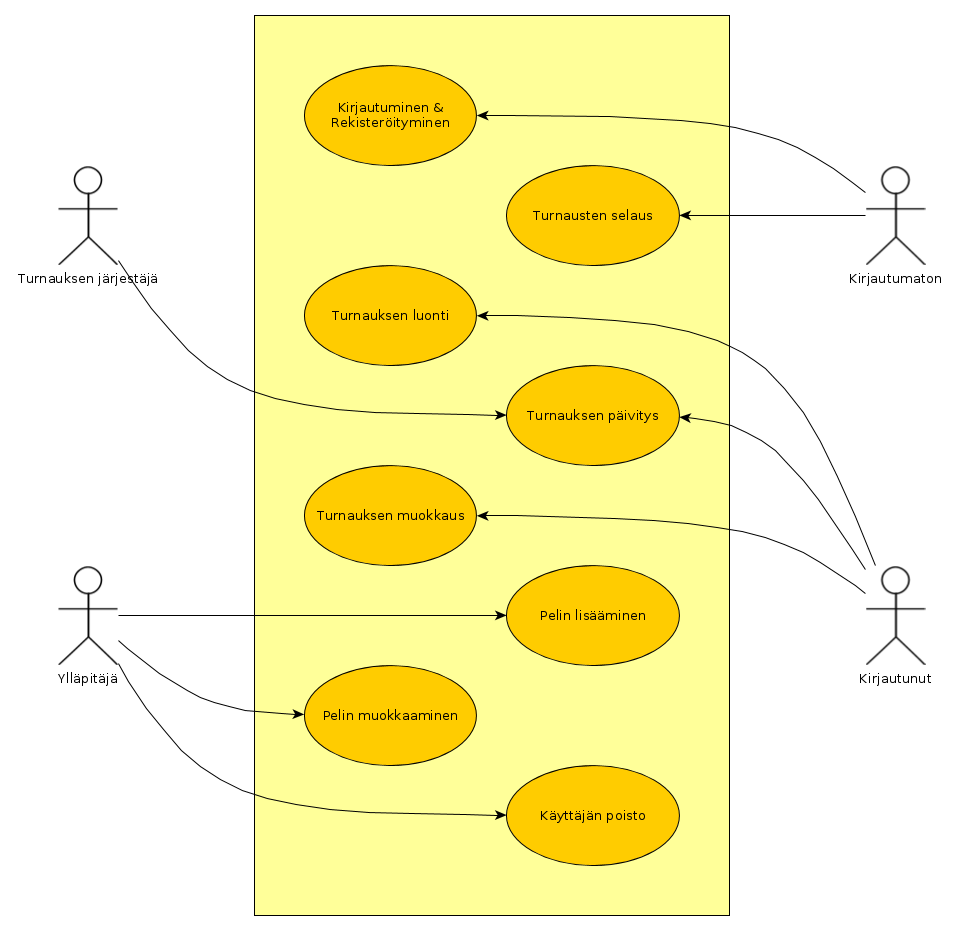 Kirjautuminen &
Rekisteröityminen
Turnausten selaus
Turnauksen järjestäjä
Kirjautumaton
Turnauksen luonti
Turnauksen päivitys
Turnauksen muokkaus
Pelin lisääminen
Ylläpitäjä
Kirjautunut
Pelin muokkaaminen
Käyttäjän poisto